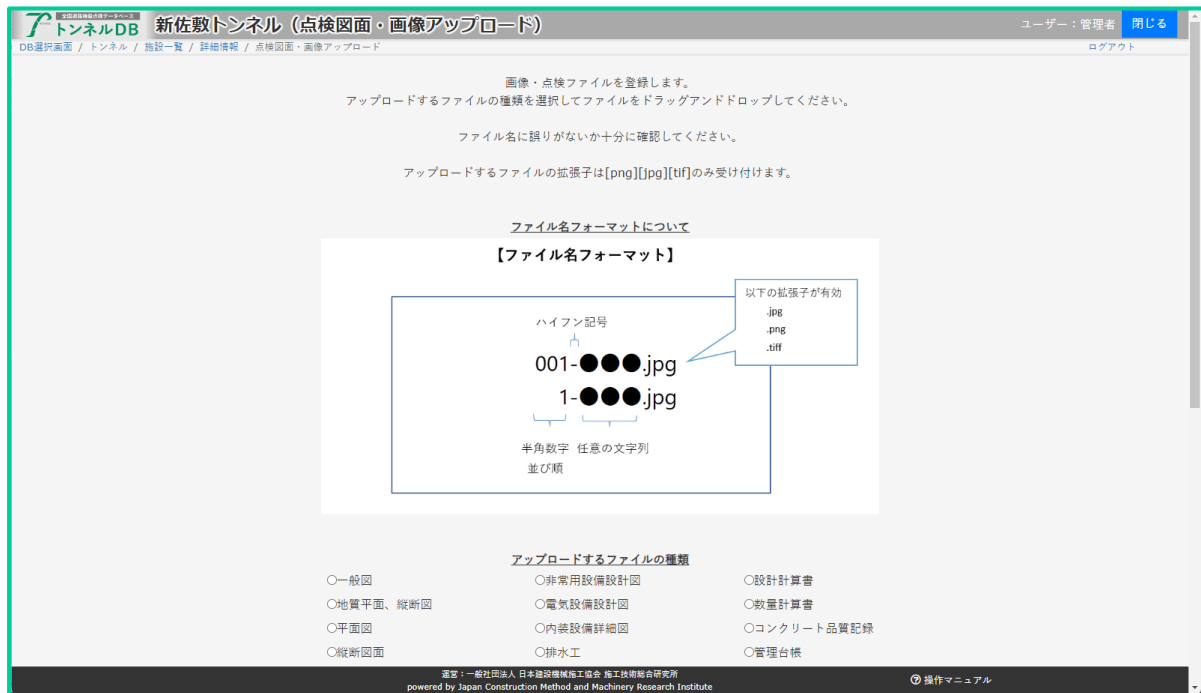 全国道路施設点検データベース
トンネルDB
新佐敷トンネル（点検図面・画像アップロード）
ユーザー：管理者
閉じる
DB選択画面 / トンネル / 施設一覧 / 詳細情報 / 点検図面・画像アップロード
ログアウト
画像・点検ファイルを登録します。
アップロードするファイルの種類を選択してファイルをドラッグアンドドロップしてください。
ファイル名に誤りがないか十分に確認してください。
アップロードするファイルの拡張子は[png][jpg][tif]のみ受け付けます。
ファイル名フォーマットについて
【ファイル名フォーマット】
以下の拡張子が有効
.jpg
.png
.tiff
ハイフン記号
001-●●●.jpg
1-●●●.jpg
半角数字 任意の文字列
並び順
アップロードするファイルの種類
○一般図 ○非常用設備設計図 ○設計計算書
○地質平面、縦断図 ○電気設備設計図 ○数量計算書
○平面図 ○内装設備詳細図 ○コンクリート品質記録
○縦断図面 ○排水工 ○管理台帳
運営：一般社団法人 日本建設機械施工協会 施工技術総合研究所
powered by Japan Construction Method and Machinery Research Institute
操作マニュアル